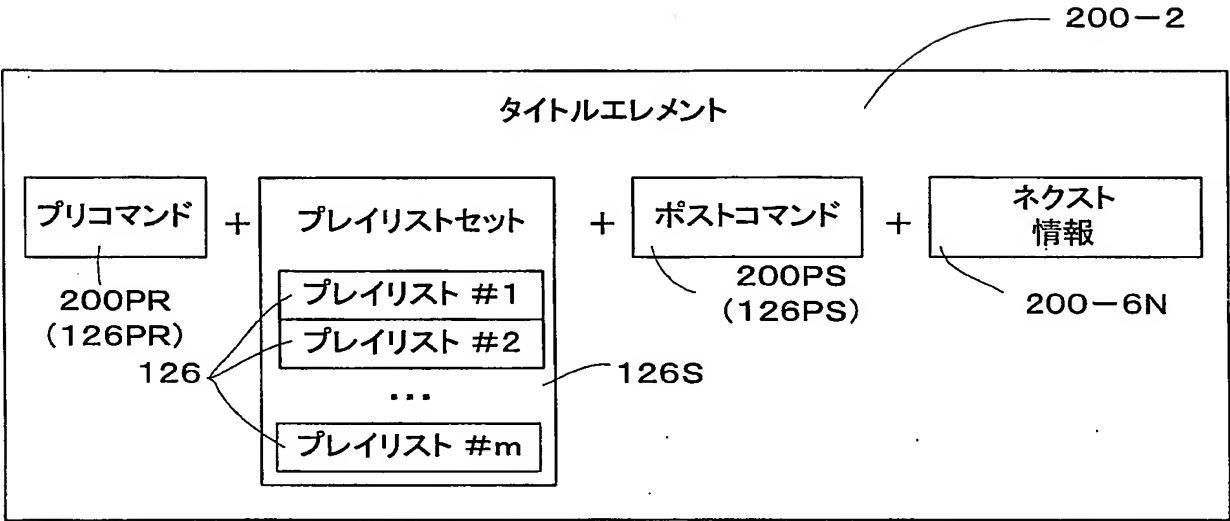 200-2
タイトルエレメント
プリコマンド
+
プレイリストセット
+
ポストコマンド
+
ネクスト
情報
200PR
(126PR)
プレイリスト #1
プレイリスト #2
...
プレイリスト #m
126
126S
200PS
(126PS)
200-6N